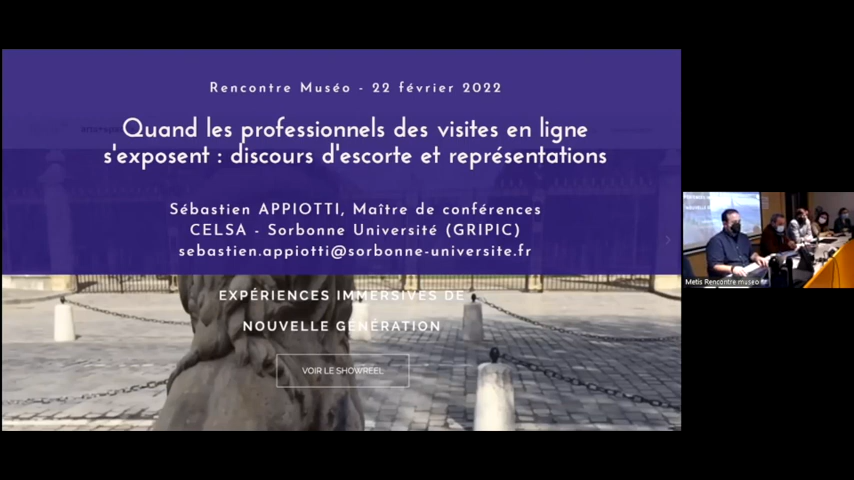 Rencontre Muséo - 22 février 2022
Quand les professionnels des visites en ligne
s'exposent : discours d'escorte et représentations
Sébastien APPIOTTI, Maître de conférences
CELSA - Sorbonne Université (GRIPIC)
sebastien.appiotti@sorbonne-universite.fr
EXPÉRIENCES IMMERSIVES DE
NOUVELLE GÉNÉRATION
VOIR LE SHOWREEL
Metis Rencontre museo